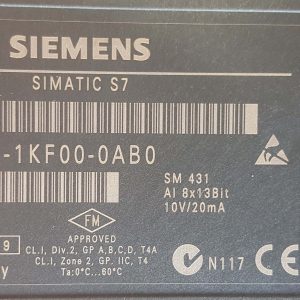 SIEMENS
SIMATIC S7
-1KF00-0AB0
SM 431
AI 8x13Bit
10V/20mA
FM
APPROVED
CL.I, Div.2, GP A,B,C,D, T4A
CL.I, Zone 2, GP IIC, T4
Ta:0°C...60°C
9
y
N117
CE